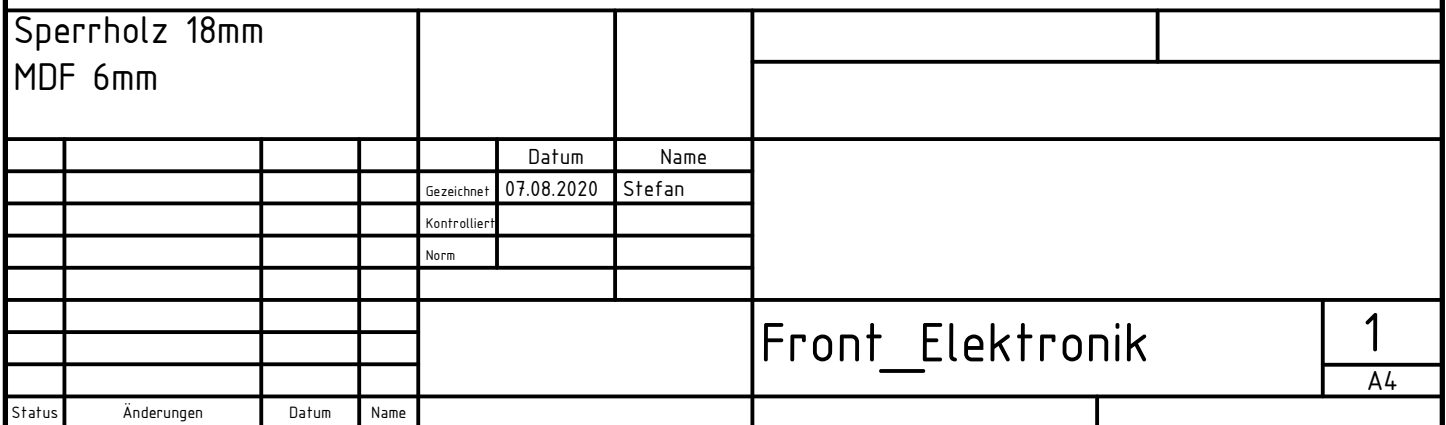 Sperrholz 18mm
MDF 6mm
Datum Name
Gezeichnet 07.08.2020 Stefan
Kontrolliert
Norm
Front_Elektronik
1
A4
Status Änderungen Datum Name